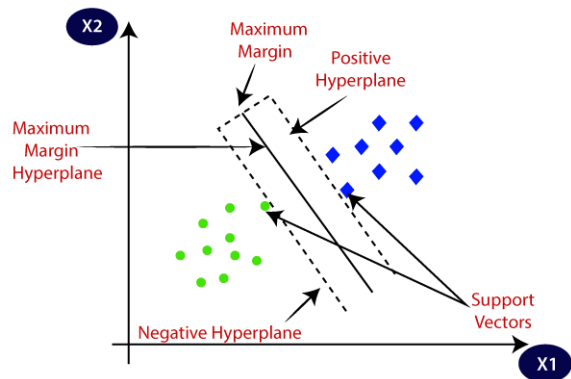 X2
Maximum
Margin
Positive
Hyperplane
Maximum
Margin
Hyperplane
Support
Vectors
Negative Hyperplane
X1